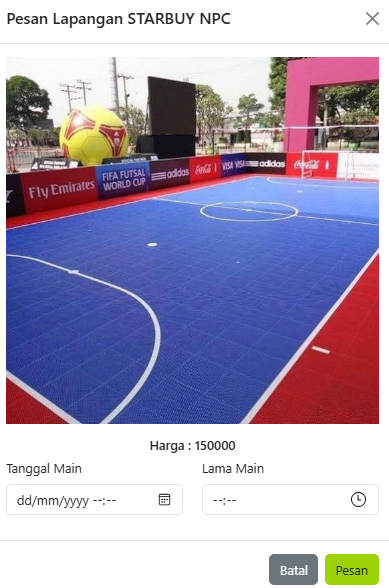 Pesan Lapangan STARBUY NPC
Fly Emirates
FIFA FUTSAL
WORLD CUP
adidas
Coca-Cola
VISA VISA
adidas
Coca-Cola
Harga : 150000
Tanggal Main
Lama Main
dd/mm/yyyy --:--
--:--
Batal
Pesan